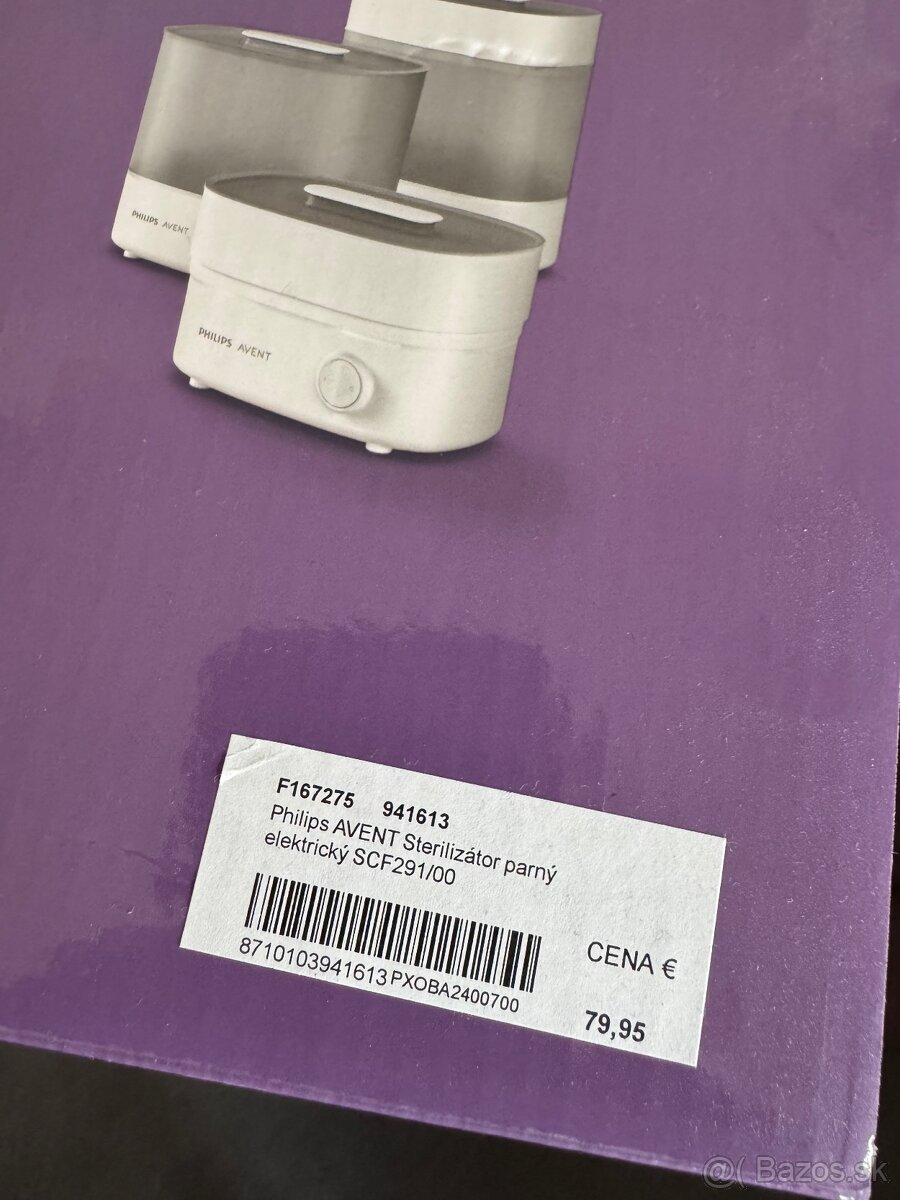 PHILIPS AVENT
PHILIPS AVENT
F167275 941613
Philips AVENT Sterilizátor parný
elektrický SCF291/00
8710103941613 PXOBA2400700
CENA €
79,95
@( Bazos.sk